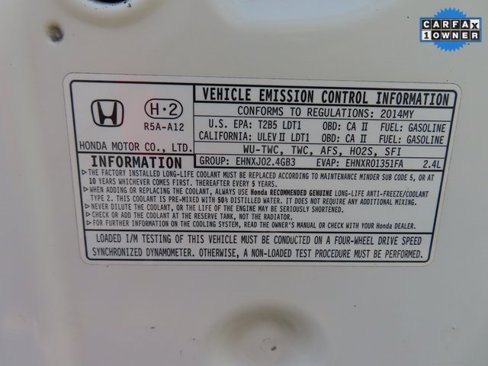 CARFAX
1 OWNER
VEHICLE EMISSION CONTROL INFORMATION
H·2
R5A-A12
CONFORMS TO REGULATIONS: 2014MY
U.S. EPA: T2B5 LDT1 OBD: CA II FUEL: GASOLINE
CALIFORNIA: ULEV II LDT1 OBD: CA II FUEL: GASOLINE
HONDA MOTOR CO., LTD.
WU-TWC, TWC, AFS, HO2S, SFI
INFORMATION
GROUP: EHNXJ02.4GB3 EVAP: EHNXR01351FA 2.4L
▷THE FACTORY INSTALLED LONG-LIFE COOLANT MUST BE REPLACED ACCORDING TO MAINTENANCE MINDER SUB CODE 5, OR AT
10 YEARS WHICHEVER COMES FIRST. THEREAFTER, EVERY 5 YEARS.
▷WHEN ADDING OR REPLACING COOLANT, ALWAYS USE Honda RECOMMENDED GENUINE LONG-LIFE ANTI-FREEZE/COOLANT
TYPE 2. THIS COOLANT IS PRE-MIXED WITH 50% DISTILLED WATER. IT DOES NOT REQUIRE ANY ADDITIONAL MIXING.
▷NEVER DILUTE THE COOLANT, OR THE LIFE OF THE ENGINE MAY BE SERIOUSLY SHORTENED.
▷CHECK OR ADD THE COOLANT AT THE RESERVE TANK, NOT THE RADIATOR.
▷FOR FURTHER INFORMATION ON THE COOLING SYSTEM, READ THE OWNER'S MANUAL OR CHECK WITH YOUR Honda DEALER.
LOADED I/M TESTING OF THIS VEHICLE MUST BE CONDUCTED ON A FOUR-WHEEL DRIVE SPEED
SYNCHRONIZED DYNAMOMETER. OTHERWISE, A NON-LOADED TEST PROCEDURE MUST BE PERFORMED.